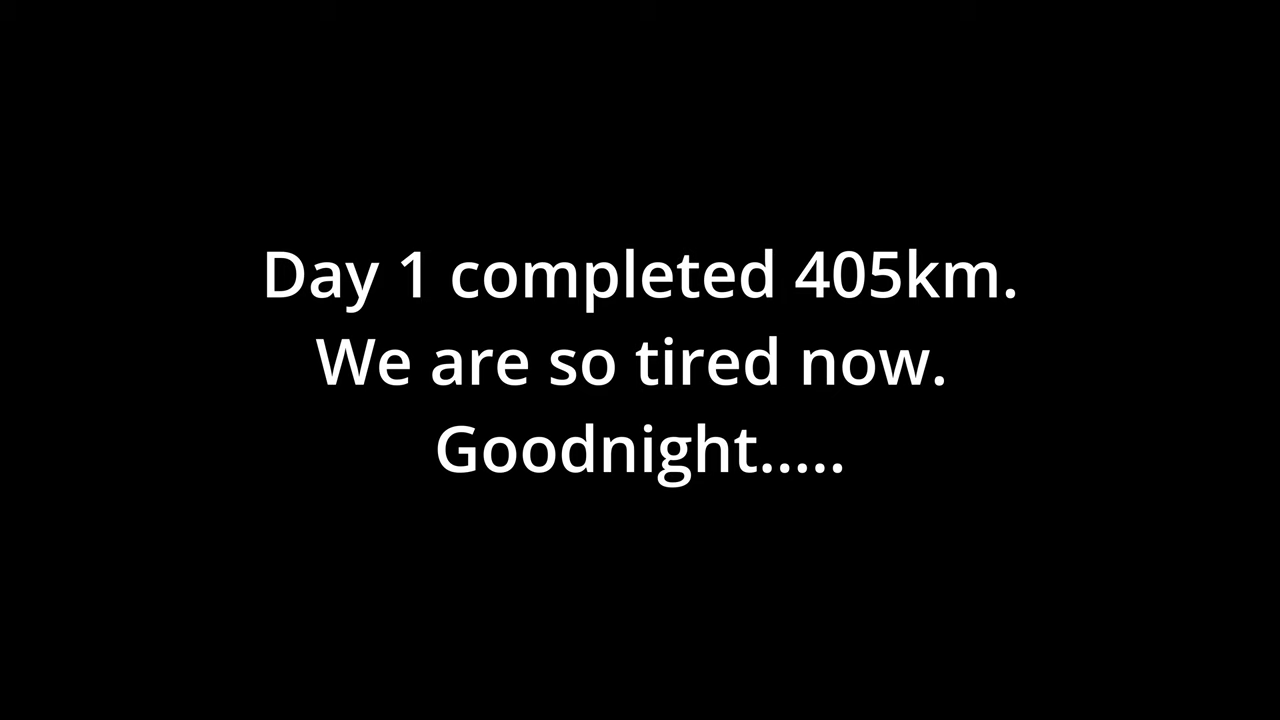 Day 1 completed 405km.
We are so tired now.
Goodnight.....